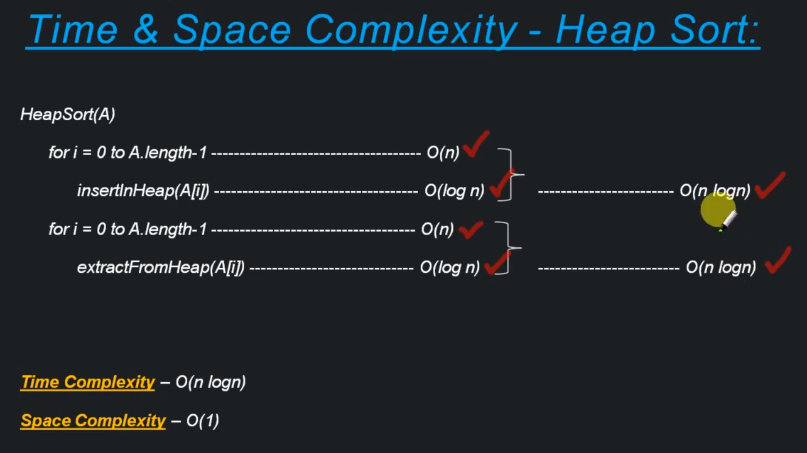 Time & Space Complexity - Heap Sort:
HeapSort(A)
for i = 0 to A.length-1 ------------------------------------- O(n)
insertInHeap(A[i]) ------------------------------------ O(log n) ------------------------ O(n logn)
for i = 0 to A.length-1 ------------------------------------ O(n)
extractFromHeap(A[i]) ----------------------------- O(log n) ------------------------- O(n logn)
Time Complexity – O(n logn)
Space Complexity – O(1)